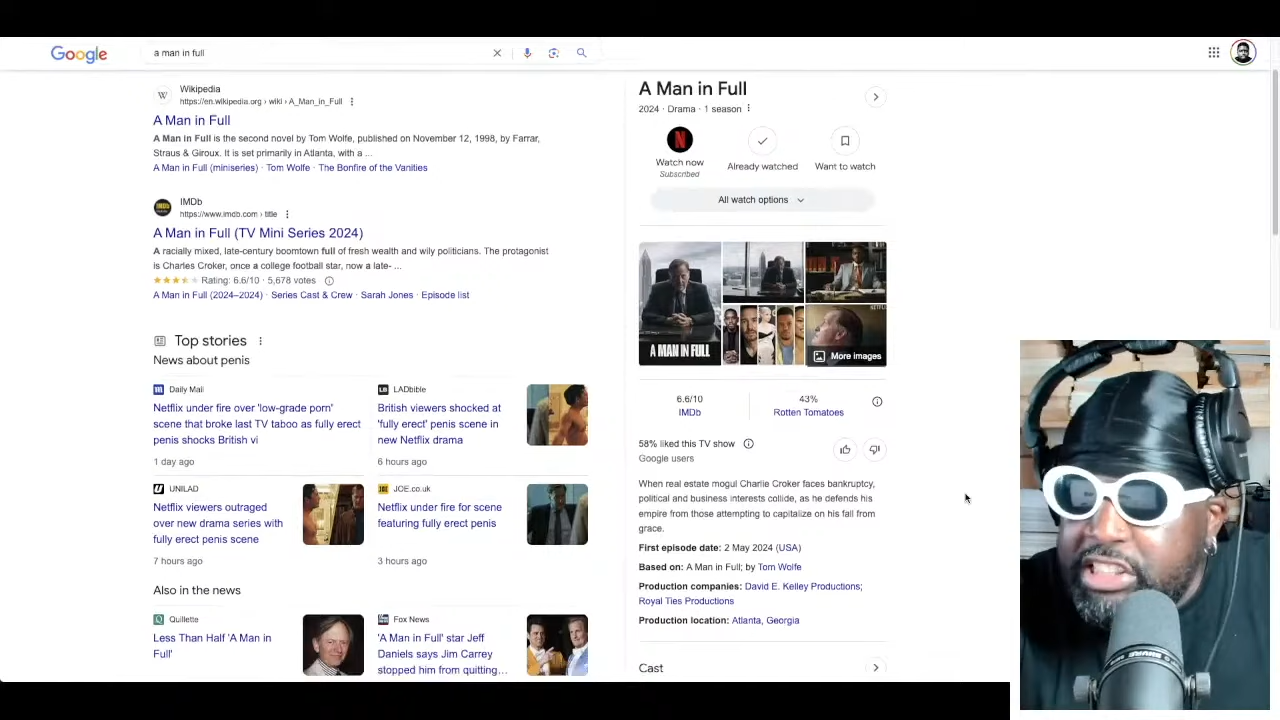 Google
a man in full
W
Wikipedia
https://en.wikipedia.org › wiki › A_Man_in_Full
A Man in Full
A Man in Full is the second novel by Tom Wolfe, published on November 12, 1998, by Farrar,
Straus & Giroux. It is set primarily in Atlanta, with a ...
A Man in Full (miniseries) · Tom Wolfe · The Bonfire of the Vanities
IMDb
IMDb
https://www.imdb.com › title
A Man in Full (TV Mini Series 2024)
A racially mixed, late-century boomtown full of fresh wealth and wily politicians. The protagonist
is Charles Croker, once a college football star, now a late- ...
Rating: 6.6/10 · 5,678 votes
A Man in Full (2024–2024) · Series Cast & Crew · Sarah Jones · Episode list
Top stories
News about penis
Daily Mail
Netflix under fire over 'low-grade porn'
scene that broke last TV taboo as fully erect
penis shocks British vi
1 day ago
LADbible
British viewers shocked at
'fully erect' penis scene in
new Netflix drama
6 hours ago
UNILAD
Netflix viewers outraged
over new drama series with
fully erect penis scene
7 hours ago
JOE.co.uk
Netflix under fire for scene
featuring fully erect penis
3 hours ago
Also in the news
Quillette
Less Than Half 'A Man in
Full'
Fox News
'A Man in Full' star Jeff
Daniels says Jim Carrey
stopped him from quitting...
A Man in Full
2024 · Drama · 1 season
N
Watch now
Subscribed
Already watched
Want to watch
All watch options
A MAN IN FULL
NETFLIX
More images
6.6/10
IMDb
43%
Rotten Tomatoes
58% liked this TV show
Google users
When real estate mogul Charlie Croker faces bankruptcy,
political and business interests collide, as he defends his
empire from those attempting to capitalize on his fall from
grace.
First episode date: 2 May 2024 (USA)
Based on: A Man in Full; by Tom Wolfe
Production companies: David E. Kelley Productions;
Royal Ties Productions
Production location: Atlanta, Georgia
Cast